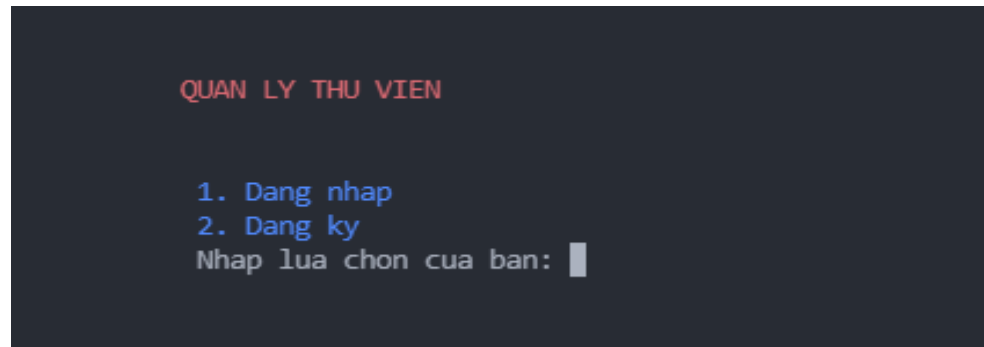 QUAN LY THU VIEN
1. Dang nhap
2. Dang ky
Nhap lua chon cua ban: